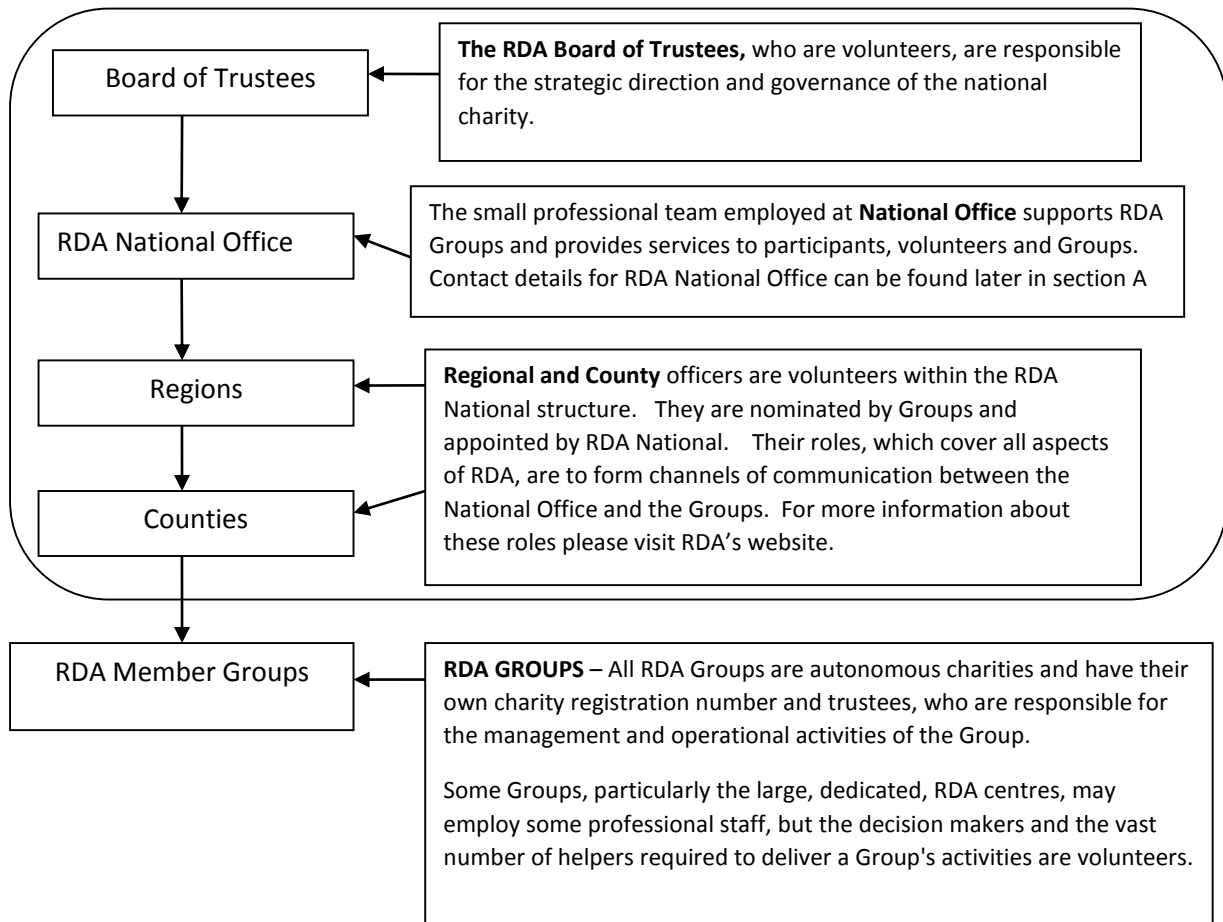 Board of Trustees
The RDA Board of Trustees, who are volunteers, are responsible
for the strategic direction and governance of the national
charity.
RDA National Office
The small professional team employed at National Office supports RDA
Groups and provides services to participants, volunteers and Groups.
Contact details for RDA National Office can be found later in section A
Regions
Counties
Regional and County officers are volunteers within the RDA
National structure. They are nominated by Groups and
appointed by RDA National. Their roles, which cover all aspects
of RDA, are to form channels of communication between the
National Office and the Groups. For more information about
these roles please visit RDA’s website.
RDA Member Groups
RDA GROUPS – All RDA Groups are autonomous charities and have their
own charity registration number and trustees, who are responsible for
the management and operational activities of the Group.
Some Groups, particularly the large, dedicated, RDA centres, may
employ some professional staff, but the decision makers and the vast
number of helpers required to deliver a Group's activities are volunteers.